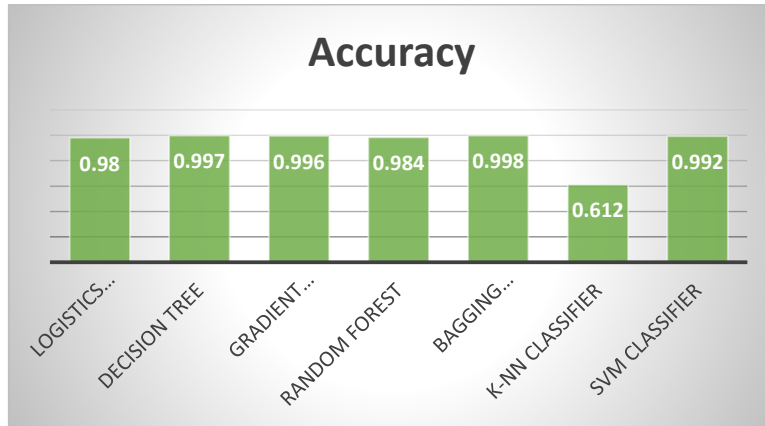 Accuracy
0.98
0.997
0.996
0.984
0.998
0.612
0.992
LOGISTICS...
DECISION TREE
GRADIENT...
RANDOM FOREST
BAGGING...
K-NN CLASSIFIER
SVM CLASSIFIER